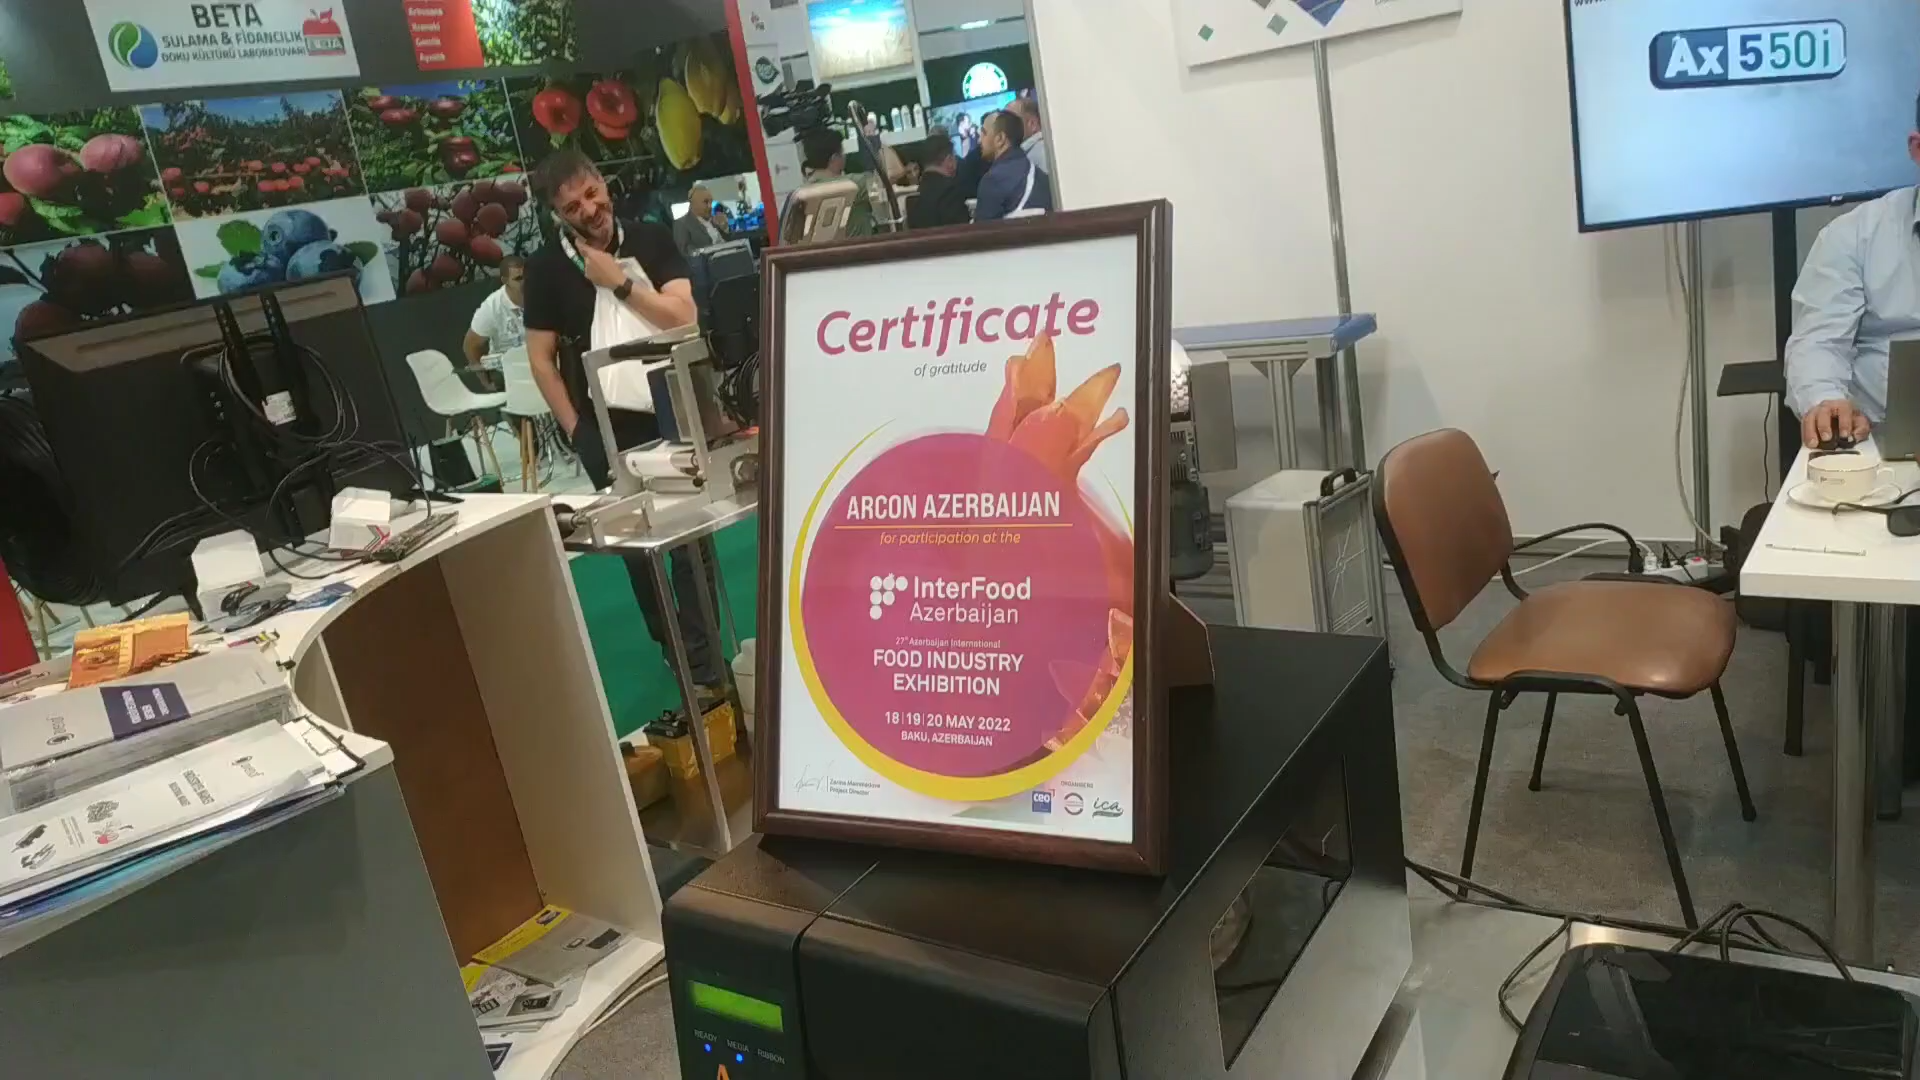 BETA
SULAMA & FİDANCILIK
DOKU KÜLTÜRÜ LABORATUVARI
Ax 550i
Certificate
of gratitude
ARCON AZERBAIJAN
for participation at the
InterFood
Azerbaijan
27th Azerbaijan International
FOOD INDUSTRY
EXHIBITION
18|19|20 MAY 2022
BAKU, AZERBAIJAN
Project Director
ORGANISERS
ceo
ica
READY MEDIA RIBBON